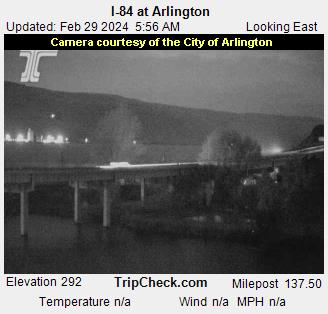 I-84 at Arlington
Updated: Feb 29 2024 5:56 AM Looking East
Camera courtesy of the City of Arlington
Elevation 292 TripCheck.com Milepost 137.50
Temperature n/a Wind n/a MPH n/a